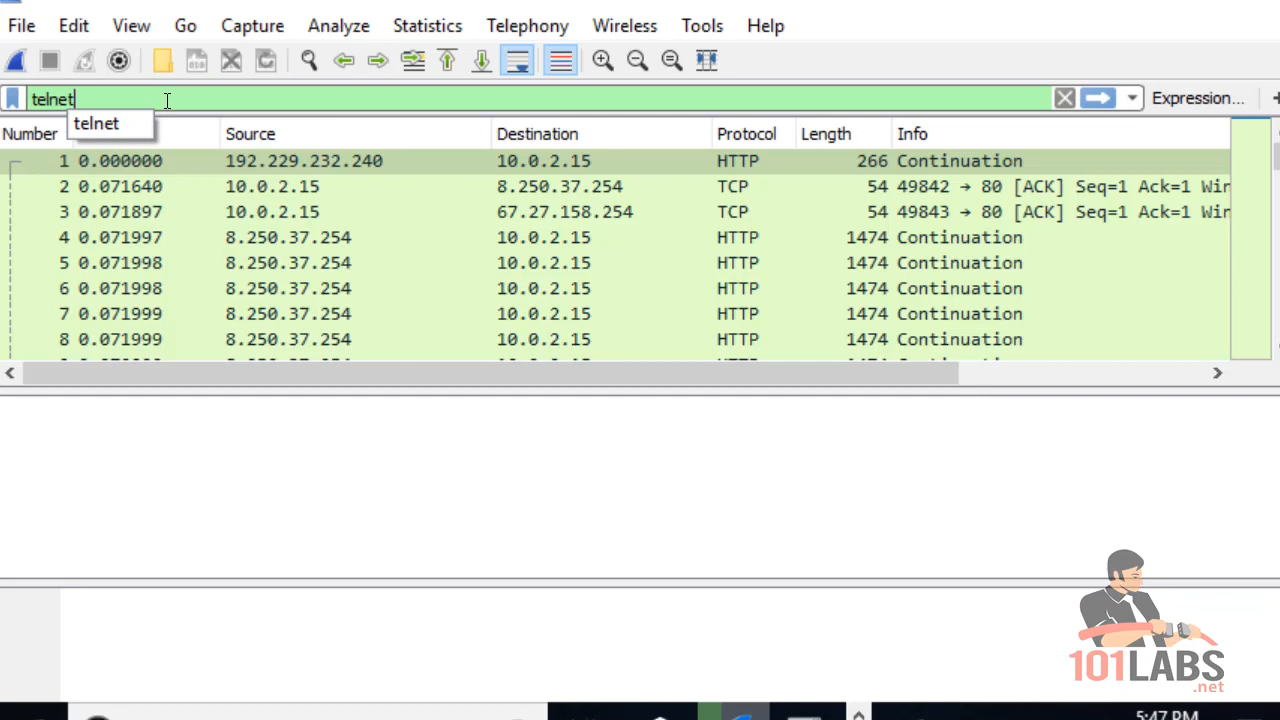 File Edit View Go Capture Analyze Statistics Telephony Wireless Tools Help
telnet Expression... +
telnet
Number Source Destination Protocol Length Info
1 0.000000 192.229.232.240 10.0.2.15 HTTP 266 Continuation
2 0.071640 10.0.2.15 8.250.37.254 TCP 54 49842 → 80 [ACK] Seq=1 Ack=1 Wir
3 0.071897 10.0.2.15 67.27.158.254 TCP 54 49843 → 80 [ACK] Seq=1 Ack=1 Wir
4 0.071997 8.250.37.254 10.0.2.15 HTTP 1474 Continuation
5 0.071998 8.250.37.254 10.0.2.15 HTTP 1474 Continuation
6 0.071998 8.250.37.254 10.0.2.15 HTTP 1474 Continuation
7 0.071999 8.250.37.254 10.0.2.15 HTTP 1474 Continuation
8 0.071999 8.250.37.254 10.0.2.15 HTTP 1474 Continuation
101LABS
.net
5:47 PM